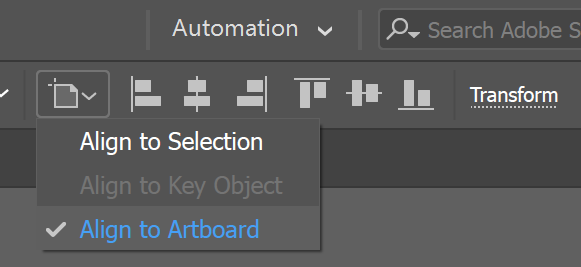 Automation
Search Adobe S
Transform
Align to Selection
Align to Key Object
Align to Artboard